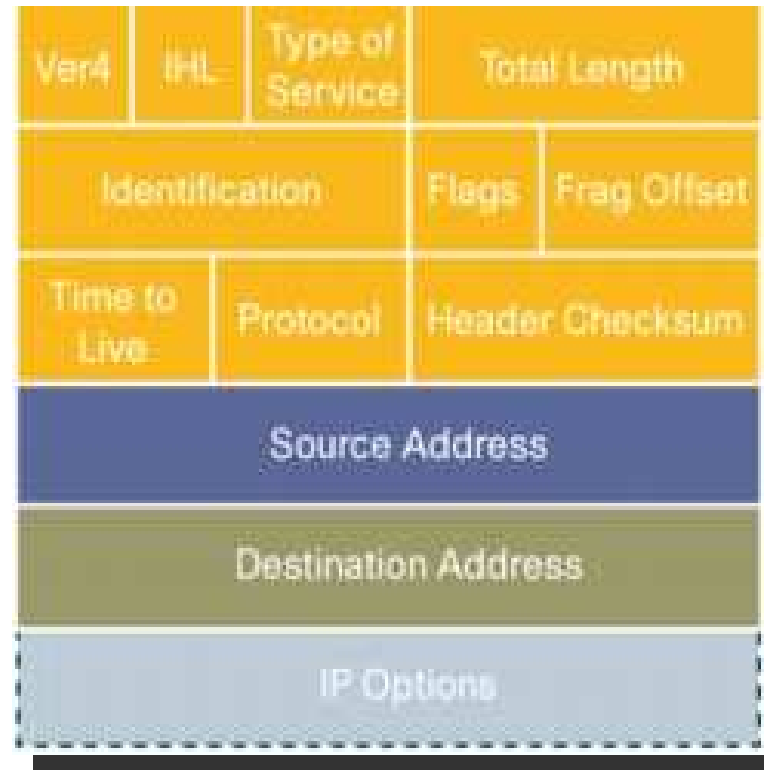 Ver4 IHL Type of Service Total Length
Identification Flags Frag Offset
Time to Live Protocol Header Checksum
Source Address
Destination Address
IP Options